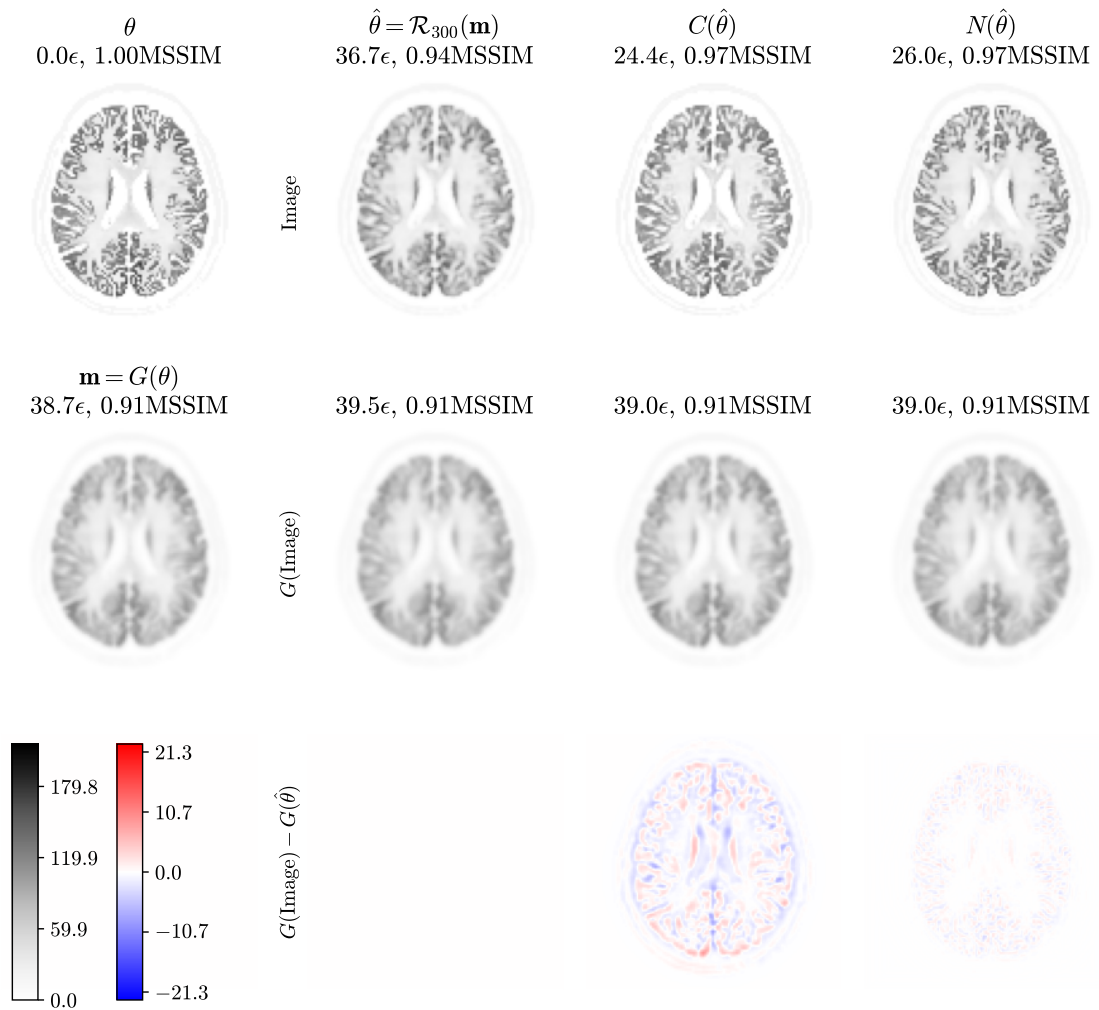 θ
0.0ϵ, 1.00MSSIM
θ̂ = ℛ₃₀₀(𝐦)
36.7ϵ, 0.94MSSIM
C(θ̂)
24.4ϵ, 0.97MSSIM
N(θ̂)
26.0ϵ, 0.97MSSIM
Image
𝐦 = G(θ)
38.7ϵ, 0.91MSSIM
39.5ϵ, 0.91MSSIM
39.0ϵ, 0.91MSSIM
39.0ϵ, 0.91MSSIM
G(Image)
179.8
119.9
59.9
0.0
21.3
10.7
0.0
−10.7
−21.3
G(Image) − G(θ̂)